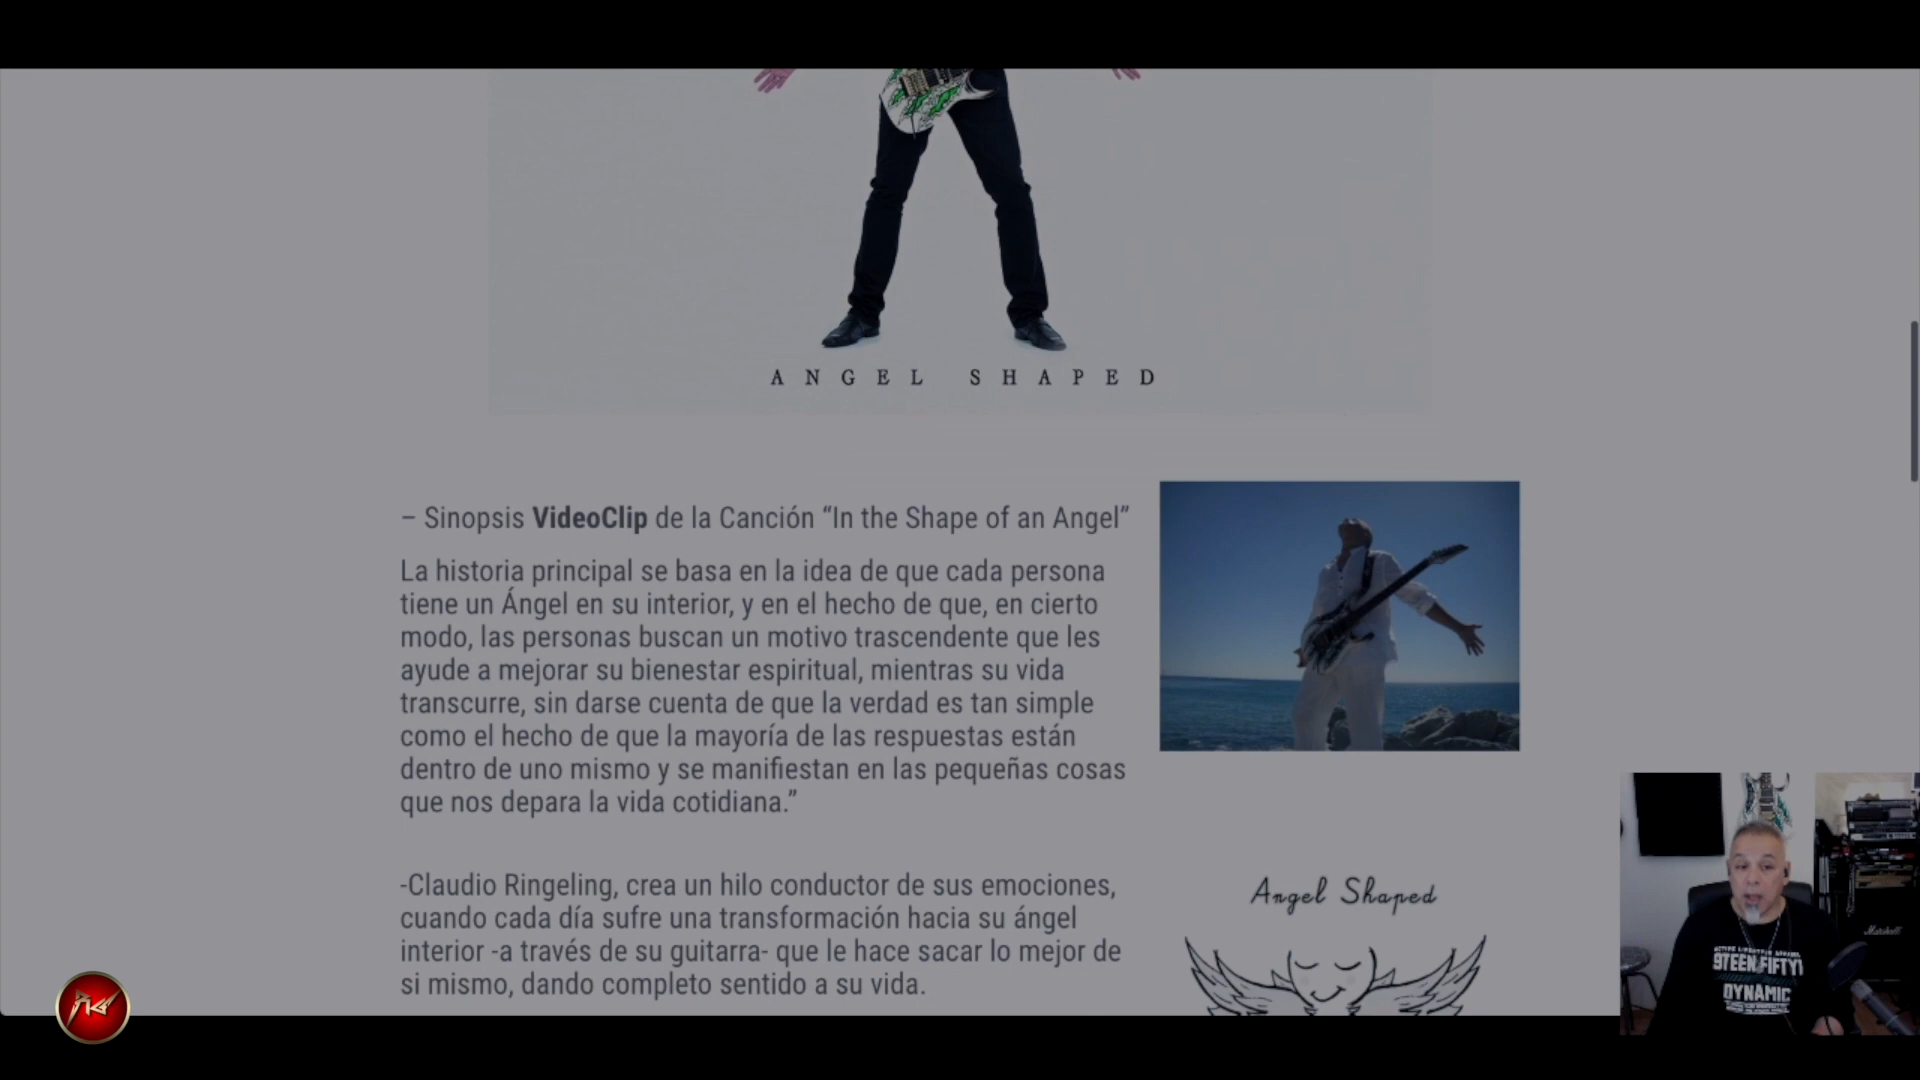 ANGEL SHAPED
– Sinopsis VideoClip de la Canción “In the Shape of an Angel”
La historia principal se basa en la idea de que cada persona
tiene un Ángel en su interior, y en el hecho de que, en cierto
modo, las personas buscan un motivo trascendente que les
ayude a mejorar su bienestar espiritual, mientras su vida
transcurre, sin darse cuenta de que la verdad es tan simple
como el hecho de que la mayoría de las respuestas están
dentro de uno mismo y se manifiestan en las pequeñas cosas
que nos depara la vida cotidiana.”
-Claudio Ringeling, crea un hilo conductor de sus emociones,
cuando cada día sufre una transformación hacia su ángel
interior -a través de su guitarra- que le hace sacar lo mejor de
si mismo, dando completo sentido a su vida.
Angel Shaped
Marshall
9TEEN FIFTY1
DYNAMIC